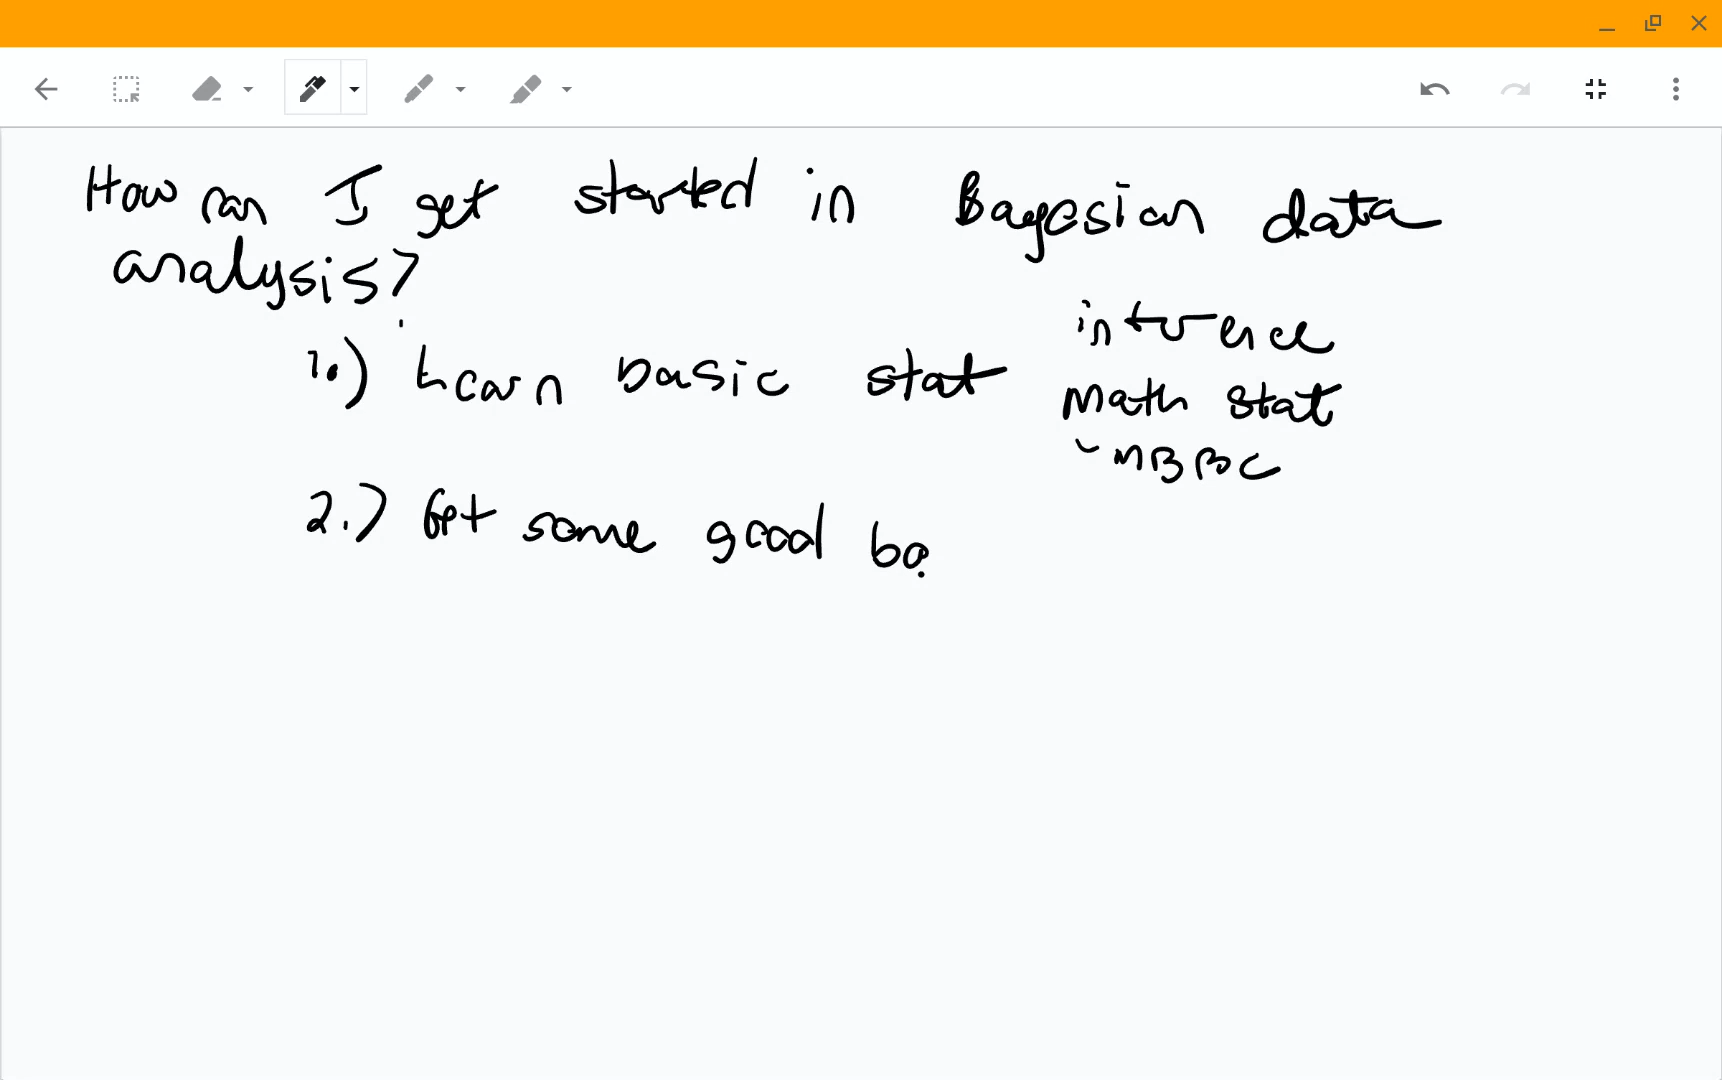 How can I get started in Bayesian data
analysis?
1.) Learn basic stat
inference
Math stat
MBBC
2.) Get some good bo